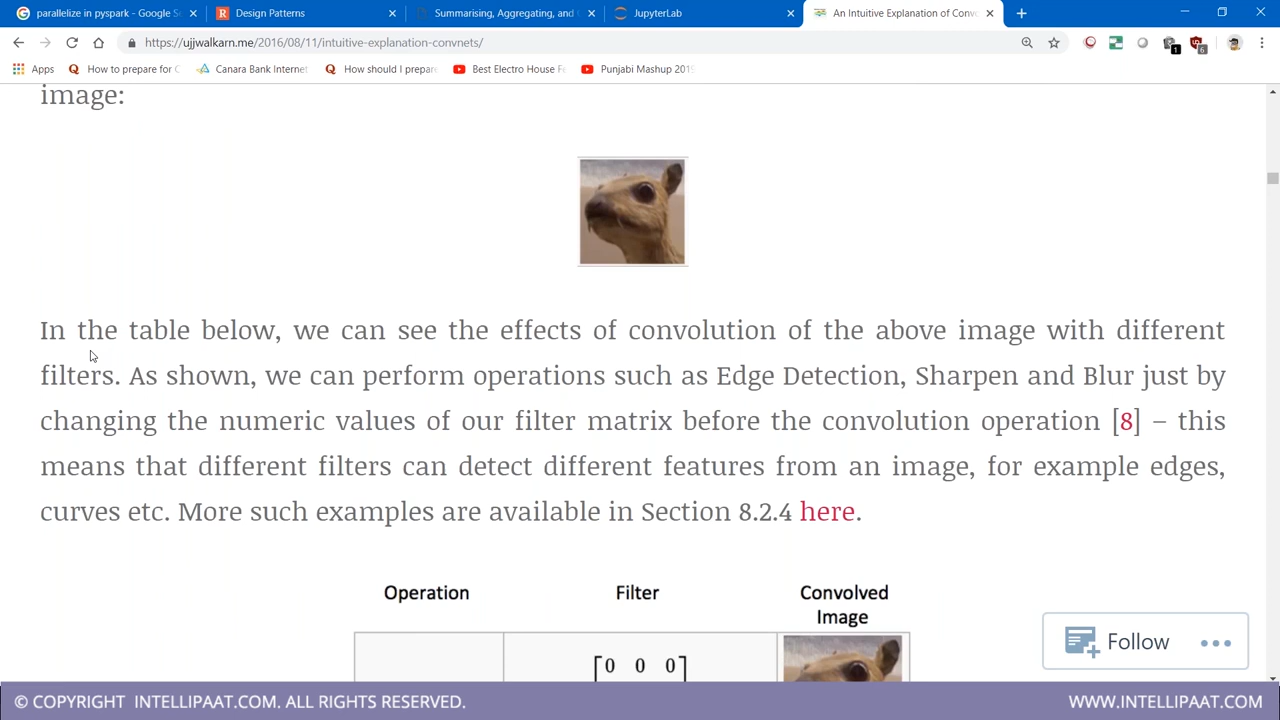 parallelize in pyspark - Google Se
Design Patterns
Summarising, Aggregating, and
JupyterLab
An Intuitive Explanation of Conv
https://ujjwalkarn.me/2016/08/11/intuitive-explanation-convnets/
1
6
Apps
How to prepare for C
Canara Bank Internet
How should I prepare
Best Electro House Fe
Punjabi Mashup 2019
image:
In the table below, we can see the effects of convolution of the above image with different
filters. As shown, we can perform operations such as Edge Detection, Sharpen and Blur just by
changing the numeric values of our filter matrix before the convolution operation [8] – this
means that different filters can detect different features from an image, for example edges,
curves etc. More such examples are available in Section 8.2.4 here.
Operation
Filter
Convolved
Image
0 0 0
Follow
© COPYRIGHT INTELLIPAAT.COM. ALL RIGHTS RESERVED.
WWW.INTELLIPAAT.COM